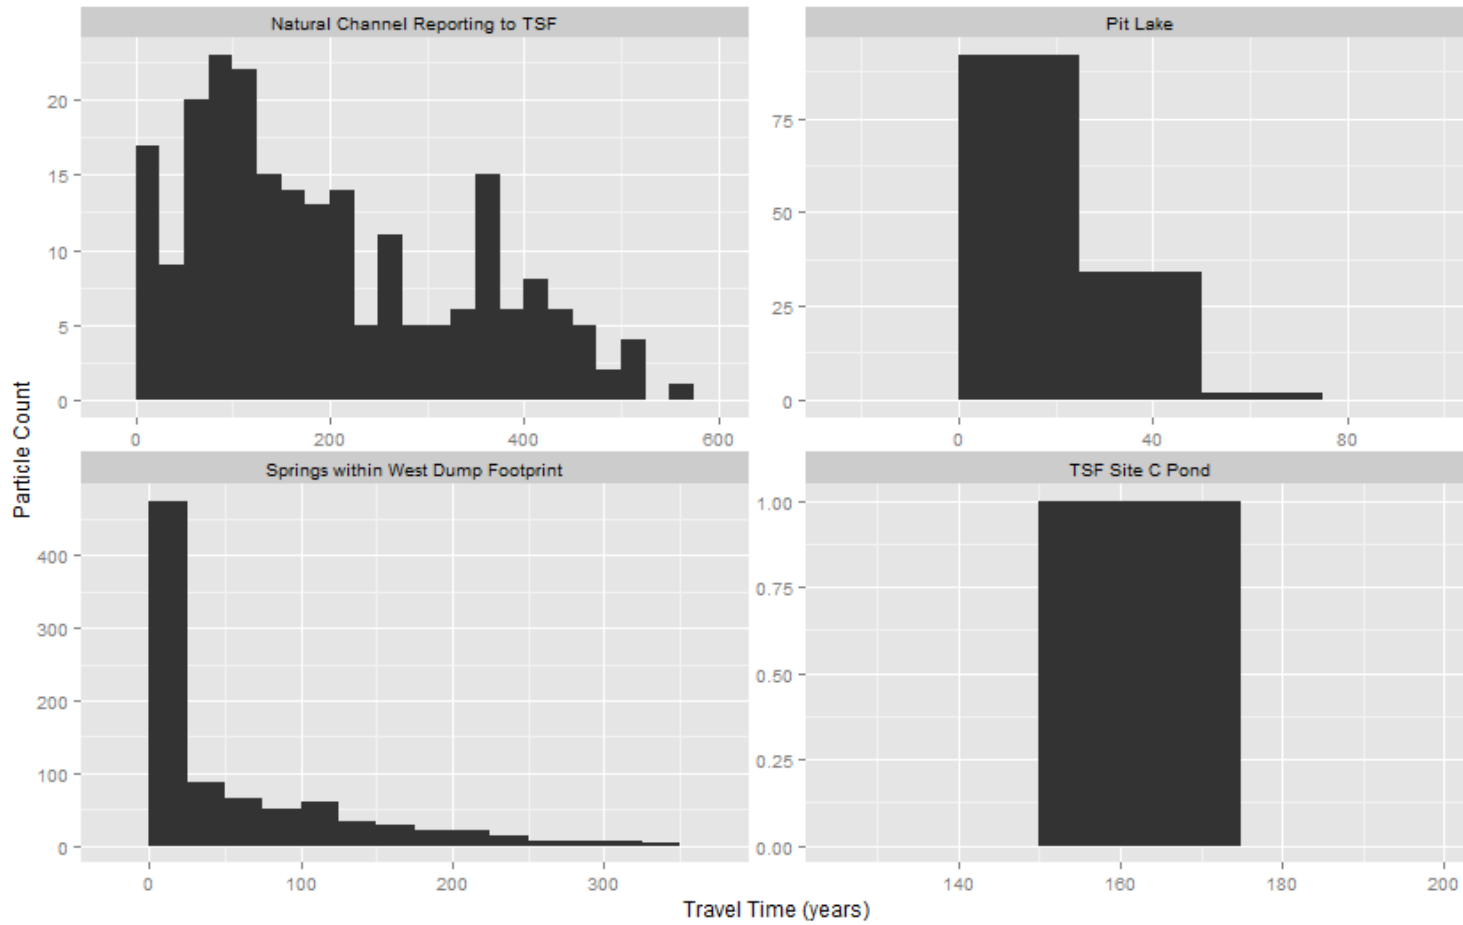 Natural Channel Reporting to TSF
20
15
10
5
0
0 200 400 600
Pit Lake
75
50
25
0
0 40 80
Particle Count
Springs within West Dump Footprint
400
300
200
100
0
0 100 200 300
TSF Site C Pond
1.00
0.75
0.50
0.25
0.00
140 160 180 200
Travel Time (years)